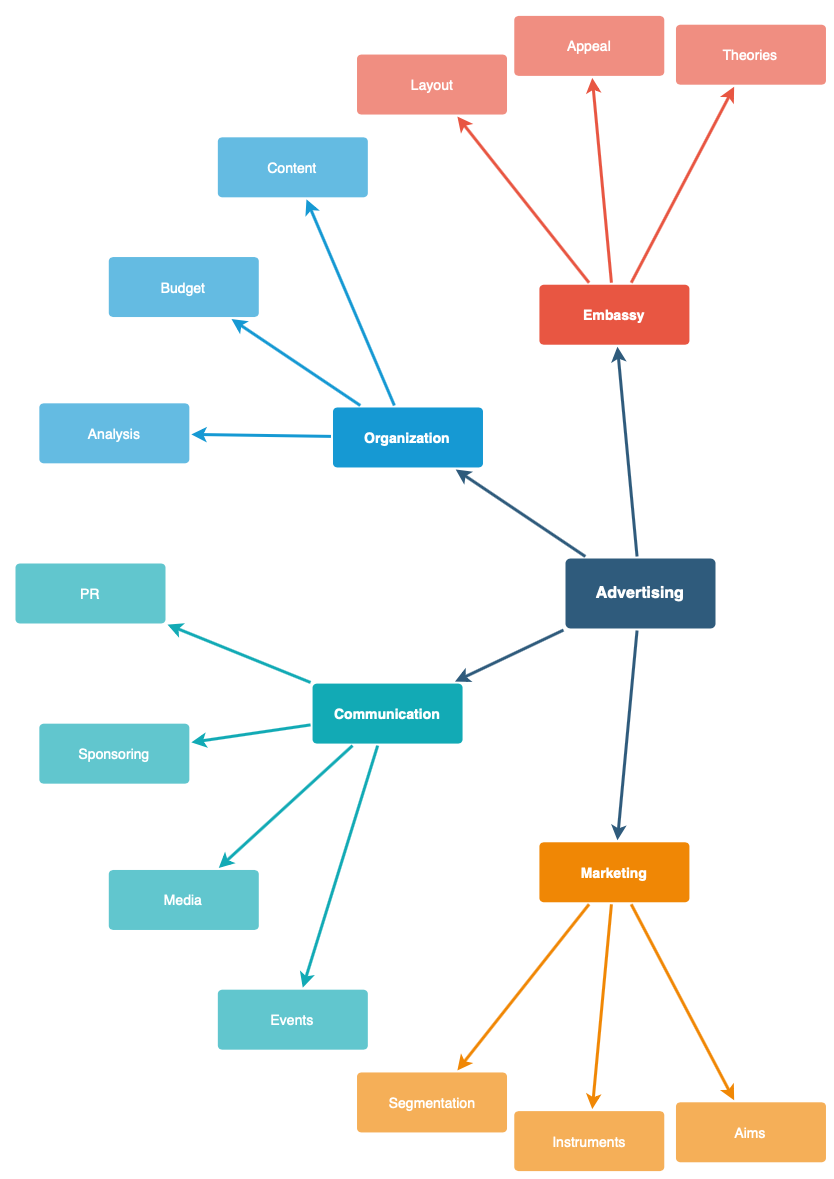 Appeal
Theories
Layout
Content
Budget
Embassy
Analysis
Organization
PR
Advertising
Communication
Sponsoring
Marketing
Media
Events
Segmentation
Instruments
Aims